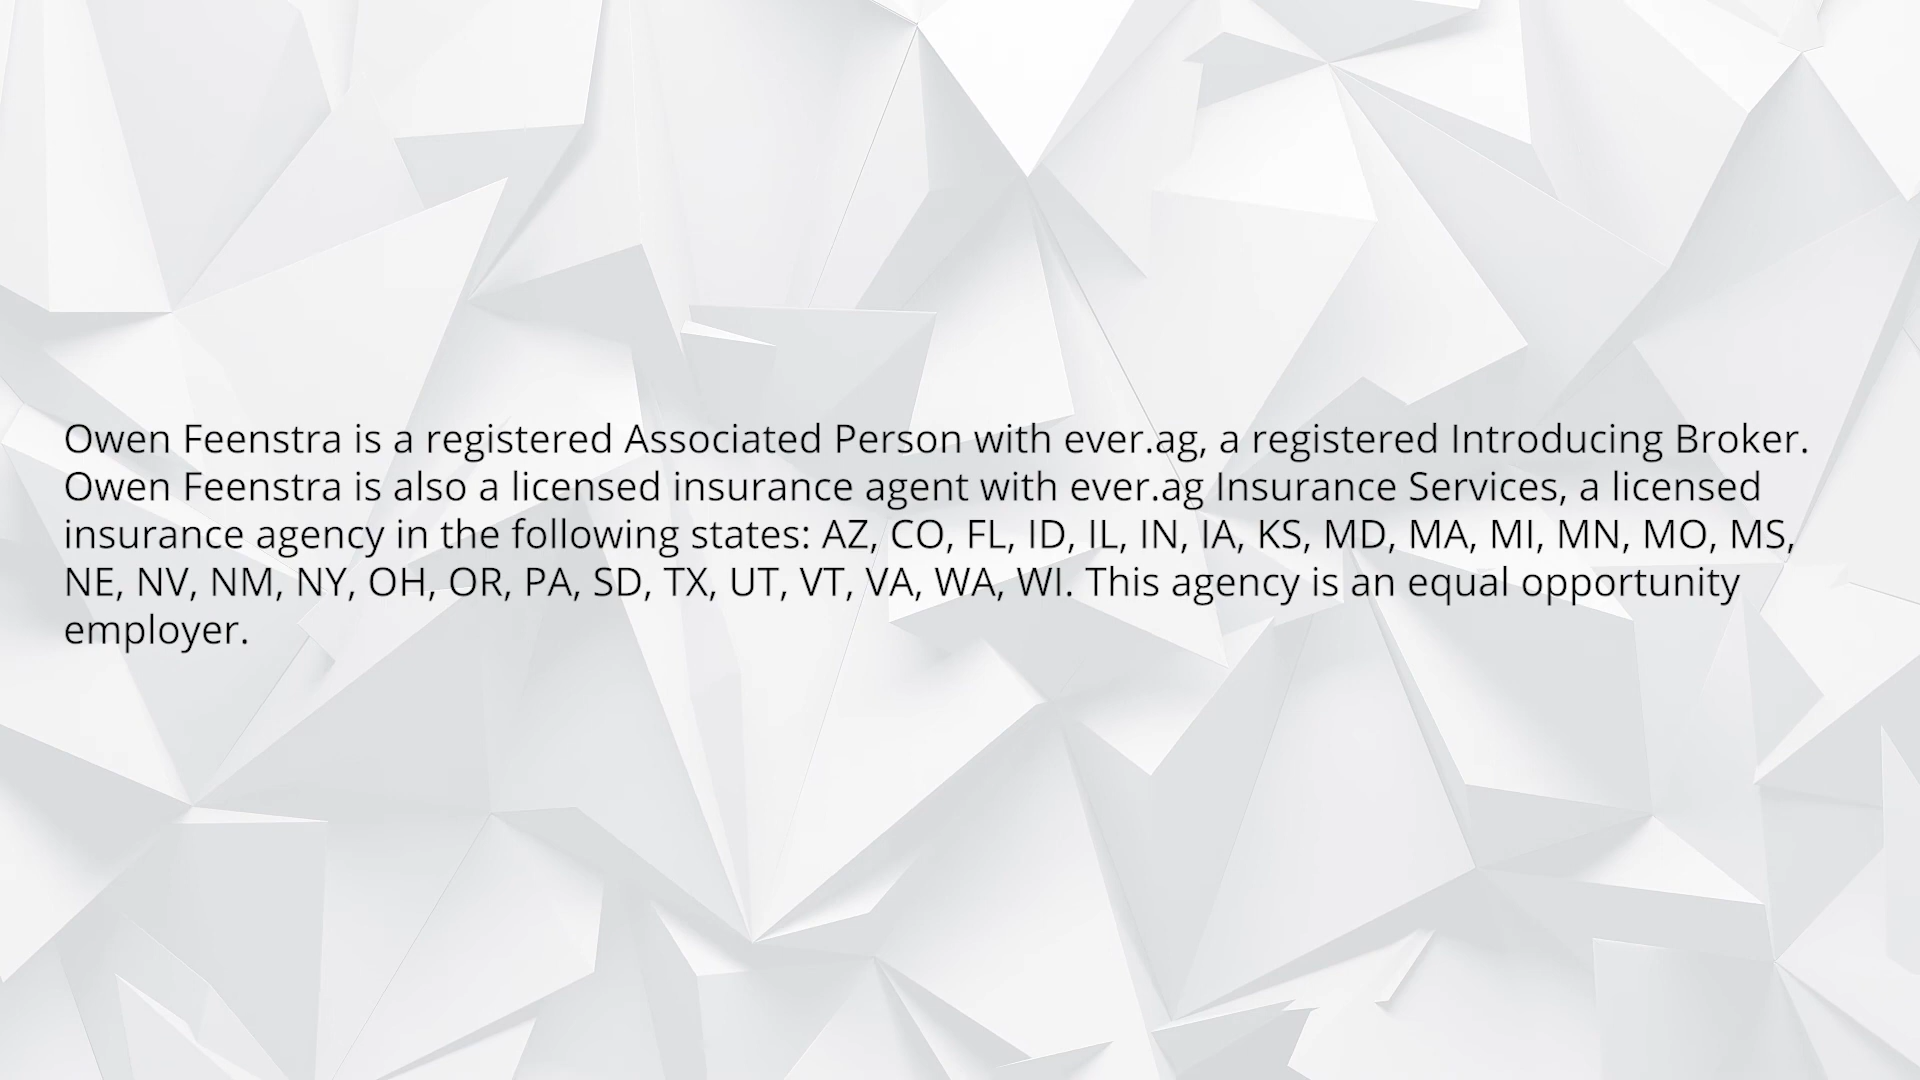 Owen Feenstra is a registered Associated Person with ever.ag, a registered Introducing Broker.
Owen Feenstra is also a licensed insurance agent with ever.ag Insurance Services, a licensed
insurance agency in the following states: AZ, CO, FL, ID, IL, IN, IA, KS, MD, MA, MI, MN, MO, MS,
NE, NV, NM, NY, OH, OR, PA, SD, TX, UT, VT, VA, WA, WI. This agency is an equal opportunity
employer.